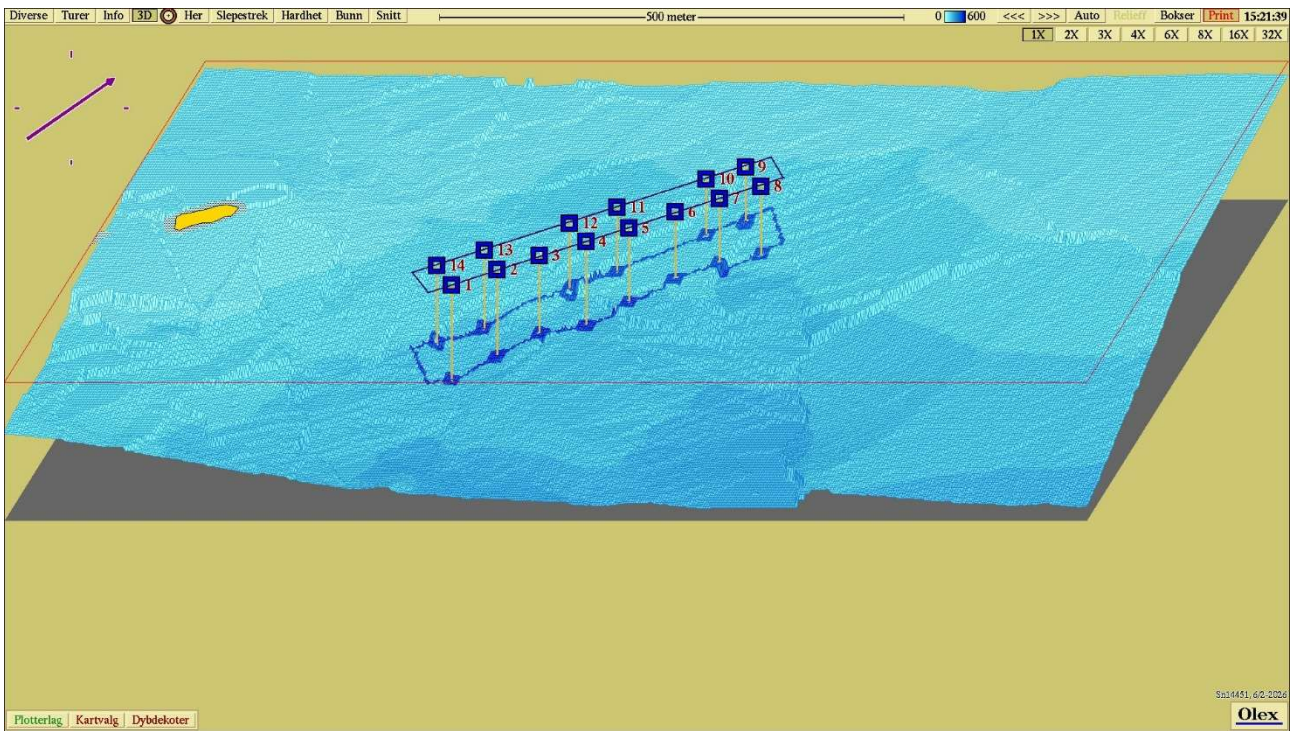 Diverse Turer Info 3D Her Slepestrek Hardhet Bunn Snitt 500 meter 0 600 <<< >>> Auto Relieff Bokser Print 15:21:39
1X 2X 3X 4X 6X 8X 16X 32X
9
10
8
11
7
12
6
5
13
4
3
14
2
1
Sn14451, 6/2-2026
Plotterlag Kartvalg Dybdekoter
Olex